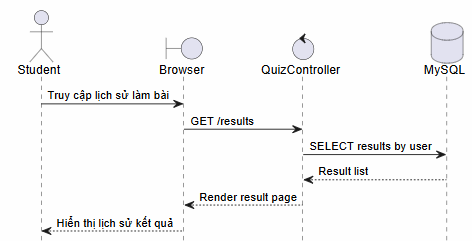 Student
Browser
QuizController
MySQL
Truy cập lịch sử làm bài
GET /results
SELECT results by user
Result list
Render result page
Hiển thị lịch sử kết quả